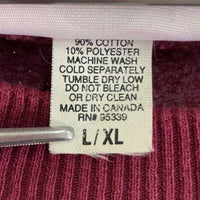 90% COTTON
10% POLYESTER
MACHINE WASH
COLD SEPARATELY
TUMBLE DRY LOW
DO NOT BLEACH
OR DRY CLEAN
MADE IN CANADA
RN# 95339
L/XL